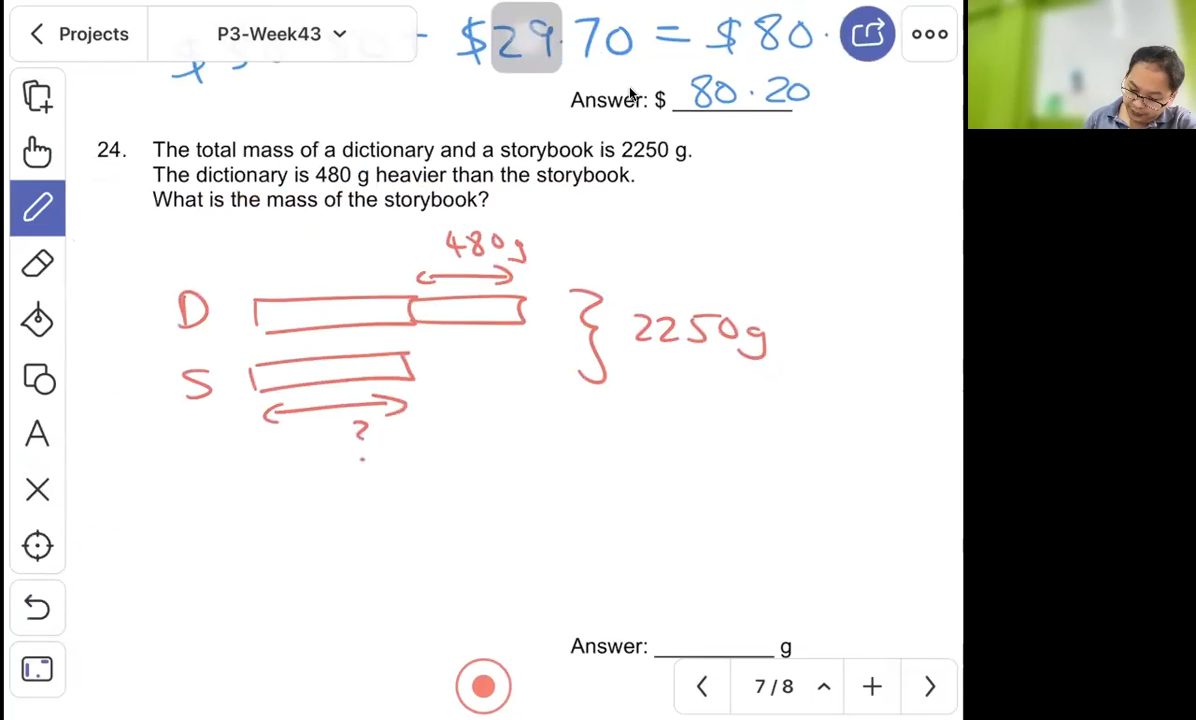 Projects
P3-Week43
- $29.70 = $80.
Answer: $ 80.20
24. The total mass of a dictionary and a storybook is 2250 g.
The dictionary is 480 g heavier than the storybook.
What is the mass of the storybook?
480g
D
2250g
S
?
A
Answer: ________ g
7 / 8